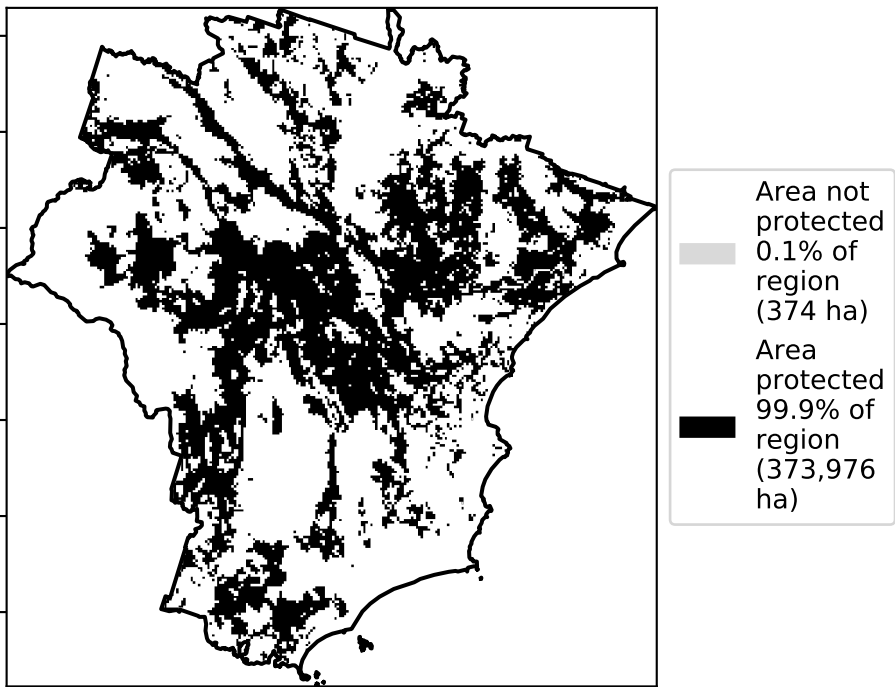 Area not
protected
0.1% of
region
(374 ha)
Area
protected
99.9% of
region
(373,976
ha)